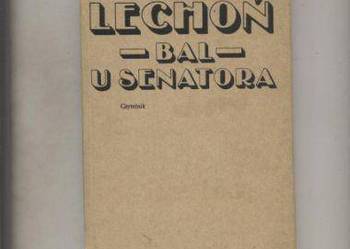 LECHOŃ
— BAL —
U SENATORA
Czytelnik